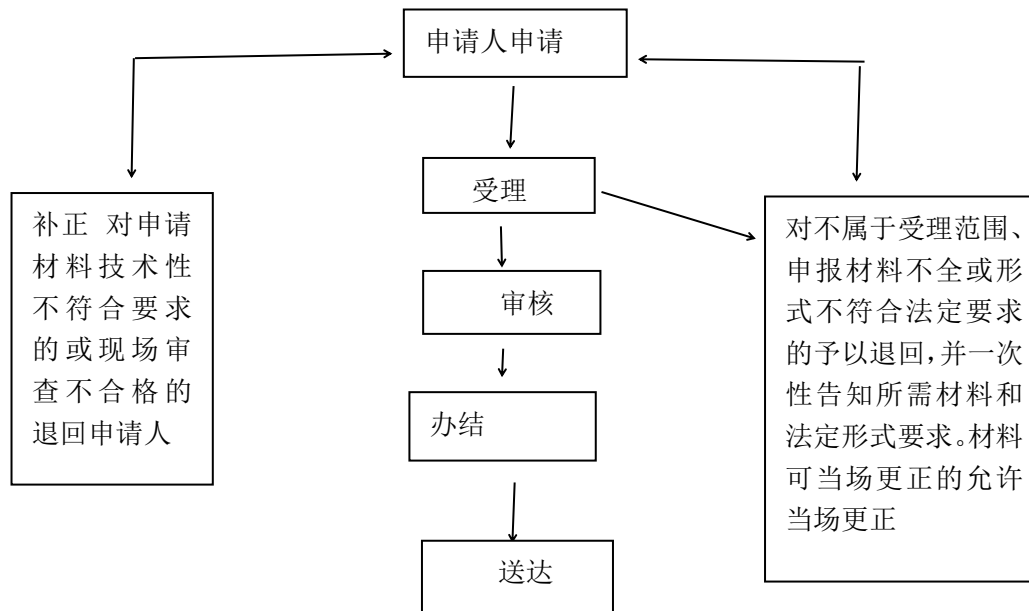 申请人申请
受理
审核
办结
送达
补正 对申请
材料技术性
不符合要求
的或现场审
查不合格的
退回申请人
对不属于受理范围、
申报材料不全或形
式不符合法定要求
的予以退回,并一次
性告知所需材料和
法定形式要求。材料
可当场更正的允许
当场更正